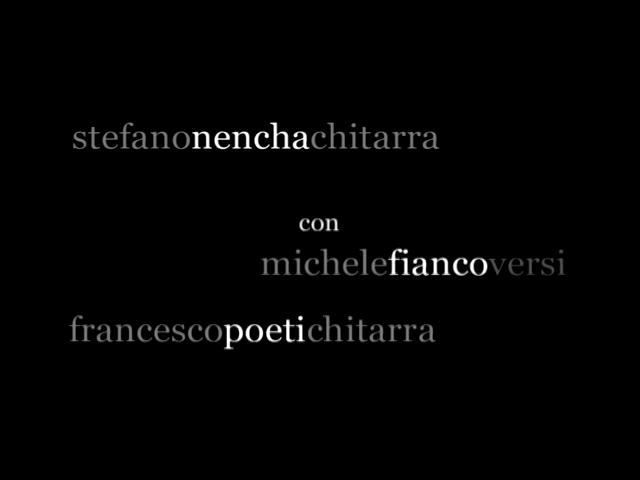 stefanonenchachitarra
con
michelefiancoversi
francescopoetichitarra